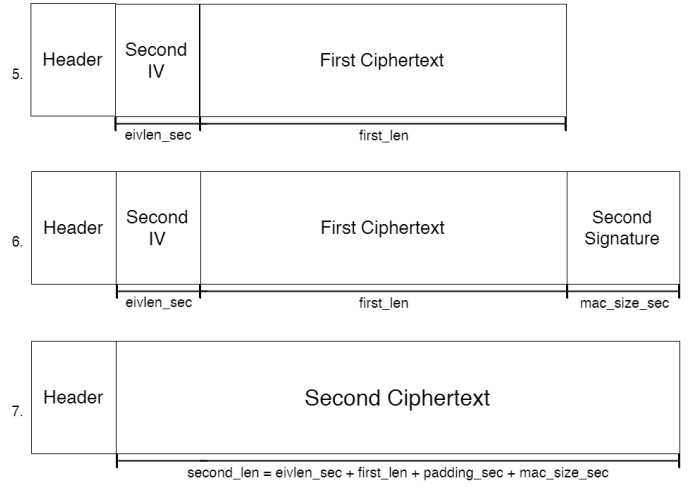 5.
Header
Second
IV
First Ciphertext
eivlen_sec
first_len
6.
Header
Second
IV
First Ciphertext
Second
Signature
eivlen_sec
first_len
mac_size_sec
7.
Header
Second Ciphertext
second_len = eivlen_sec + first_len + padding_sec + mac_size_sec